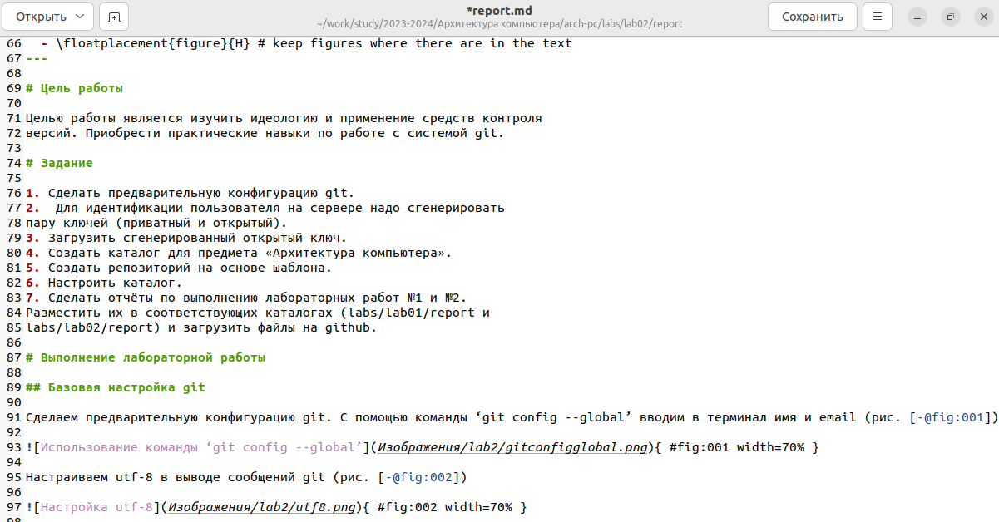 Открыть
*report.md
~/work/study/2023-2024/Архитектура компьютера/arch-pc/labs/lab02/report
Сохранить
66 - \floatplacement{figure}{H} # keep figures where there are in the text
67 ---
68
69 # Цель работы
70
71 Целью работы является изучить идеологию и применение средств контроля
72 версий. Приобрести практические навыки по работе с системой git.
73
74 # Задание
75
76 1. Сделать предварительную конфигурацию git.
77 2.  Для идентификации пользователя на сервере надо сгенерировать
78 пару ключей (приватный и открытый).
79 3. Загрузить сгенерированный открытый ключ.
80 4. Создать каталог для предмета «Архитектура компьютера».
81 5. Создать репозиторий на основе шаблона.
82 6. Настроить каталог.
83 7. Сделать отчёты по выполнению лабораторных работ №1 и №2.
84 Разместить их в соответствующих каталогах (labs/lab01/report и
85 labs/lab02/report) и загрузить файлы на github.
86
87 # Выполнение лабораторной работы
88
89 ## Базовая настройка git
90
91 Сделаем предварительную конфигурацию git. С помощью команды ‘git config --global’ вводим в терминал имя и email (рис. [-@fig:001])
92
93 ![Использование команды ‘git config --global’](Изображения/lab2/gitconfigglobal.png){ #fig:001 width=70% }
94
95 Настраиваем utf-8 в выводе сообщений git (рис. [-@fig:002])
96
97 ![Настройка utf-8](Изображения/lab2/utf8.png){ #fig:002 width=70% }
98